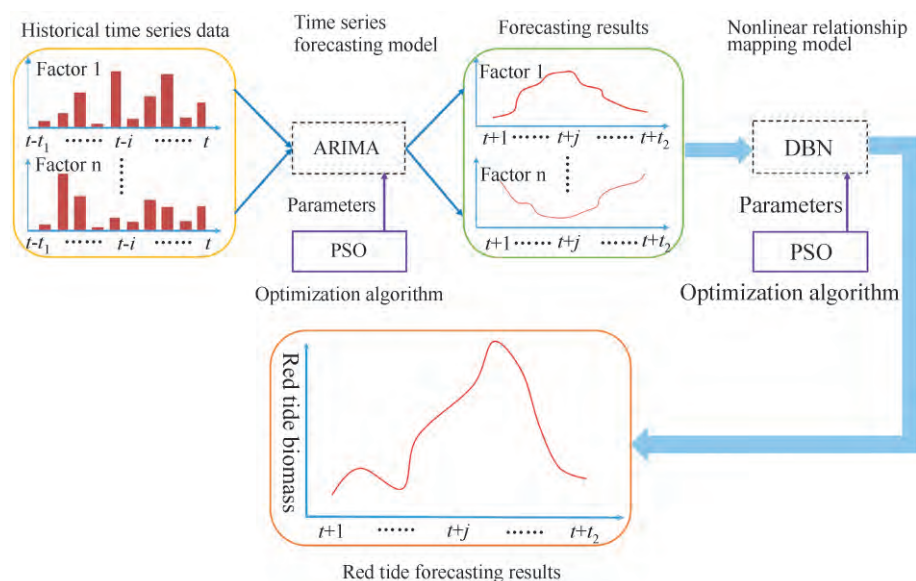 Historical time series data
Time series
forecasting model
Forecasting results
Nonlinear relationship
mapping model
Factor 1
t-t1 …… t-i …… t
Factor n
t-t1 …… t-i …… t
ARIMA
Parameters
PSO
Optimization algorithm
Factor 1
t+1 …… t+j …… t+t2
Factor n
t+1 …… t+j …… t+t2
DBN
Parameters
PSO
Optimization algorithm
Red tide biomass
t+1 …… t+j …… t+t2
Red tide forecasting results